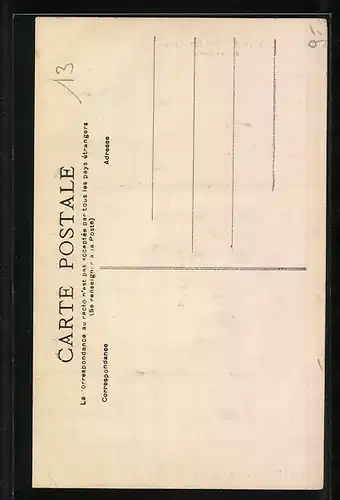 CARTE POSTALE
La correspondance au recto n'est pas acceptée par tous les pays étrangers
(Se renseigner à la Poste)
Correspondance
Adresse
13
9,-